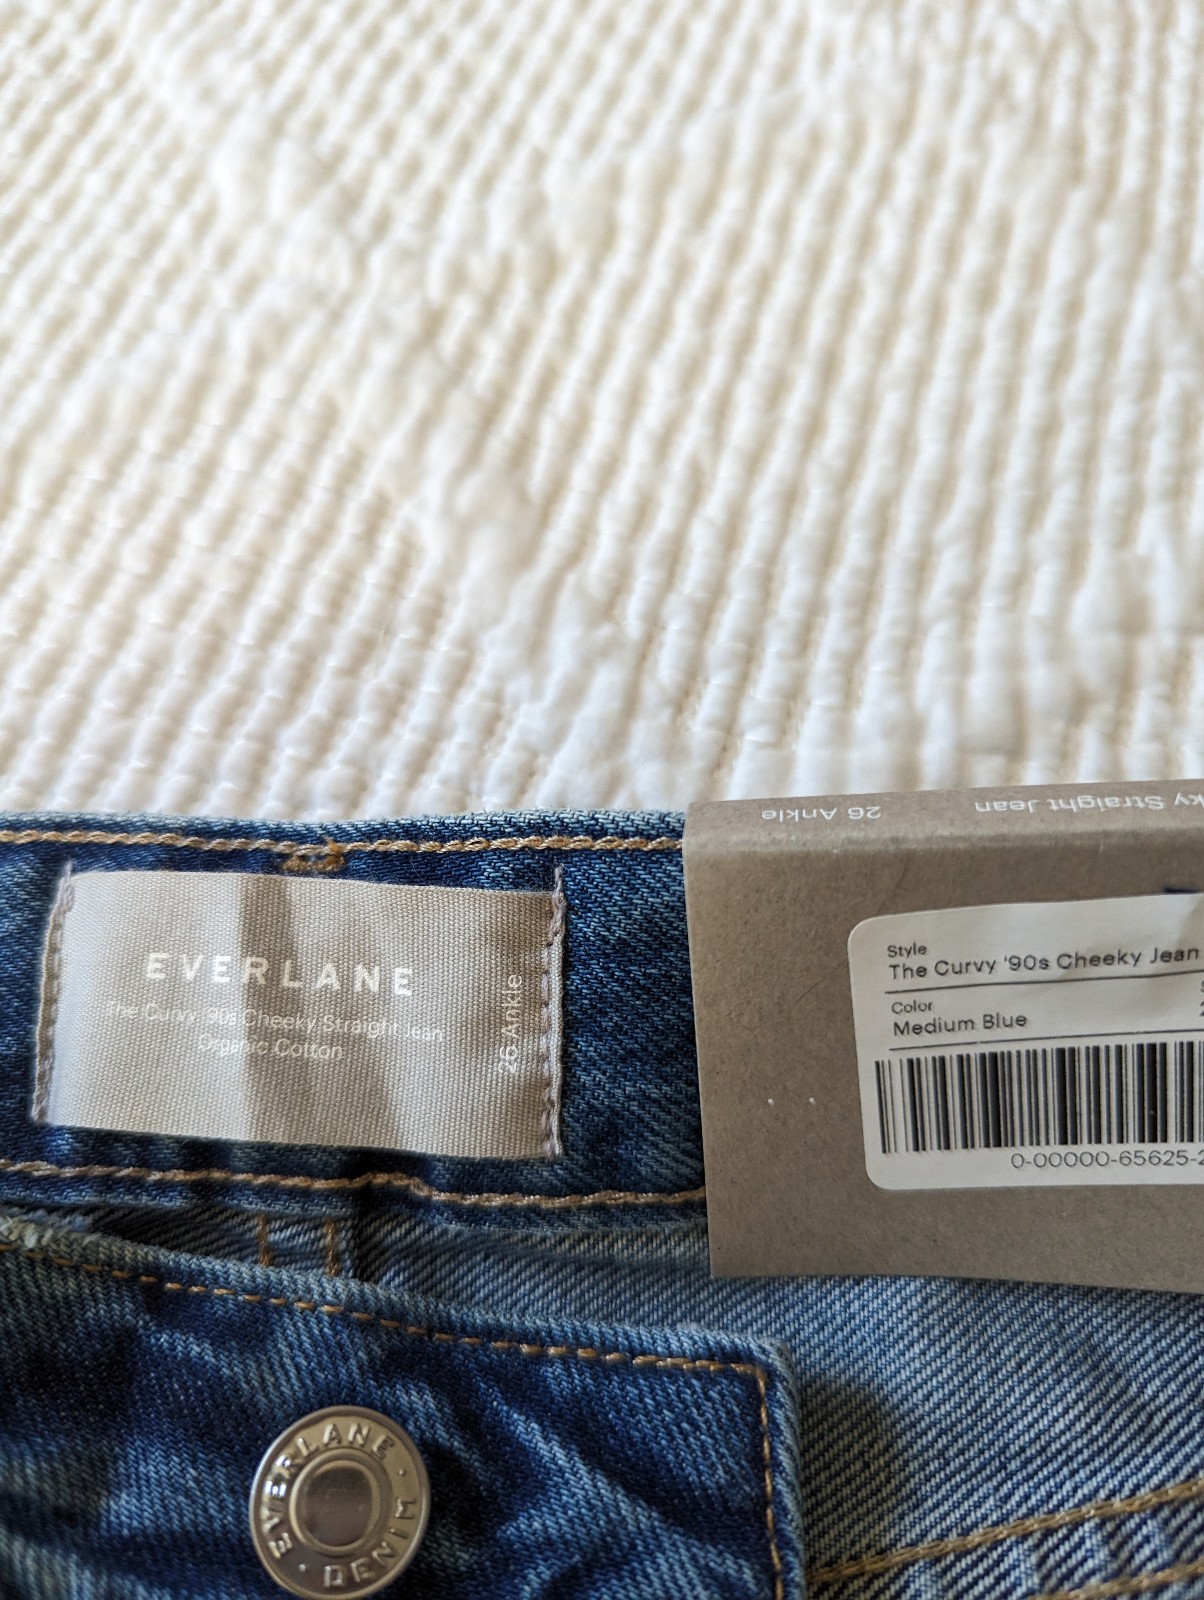 26 Ankle
Straight Jean
Style
The Curvy '90s Cheeky Jean
Color
Medium Blue
0-00000-65625-2
EVERLANE
The Curvy '90s Cheeky Straight Jean
Organic Cotton
26 Ankle
EVERLANE · DENIM ·